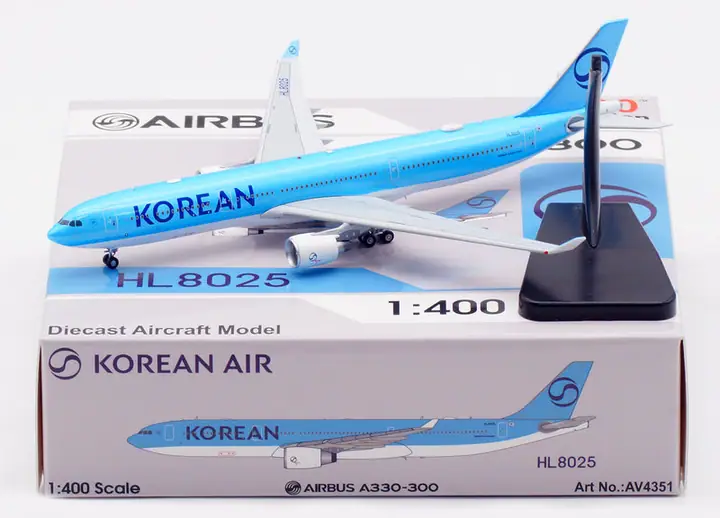 HL8025
KOREAN
AIRBUS
HL8025
1:400
Diecast Aircraft Model
KOREAN AIR
KOREAN
HL8025
1:400 Scale
AIRBUS A330-300
Art No.:AV4351